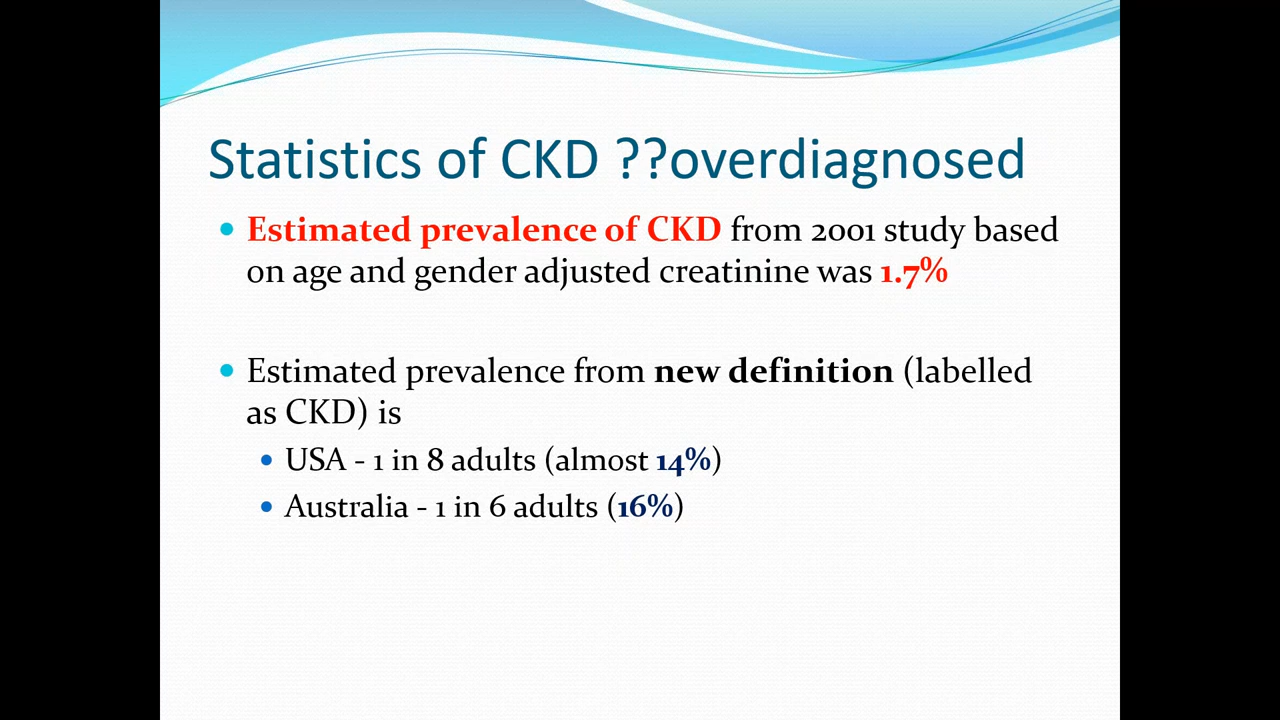 Statistics of CKD ??overdiagnosed
Estimated prevalence of CKD from 2001 study based
on age and gender adjusted creatinine was 1.7%
Estimated prevalence from new definition (labelled
as CKD) is
USA - 1 in 8 adults (almost 14%)
Australia - 1 in 6 adults (16%)